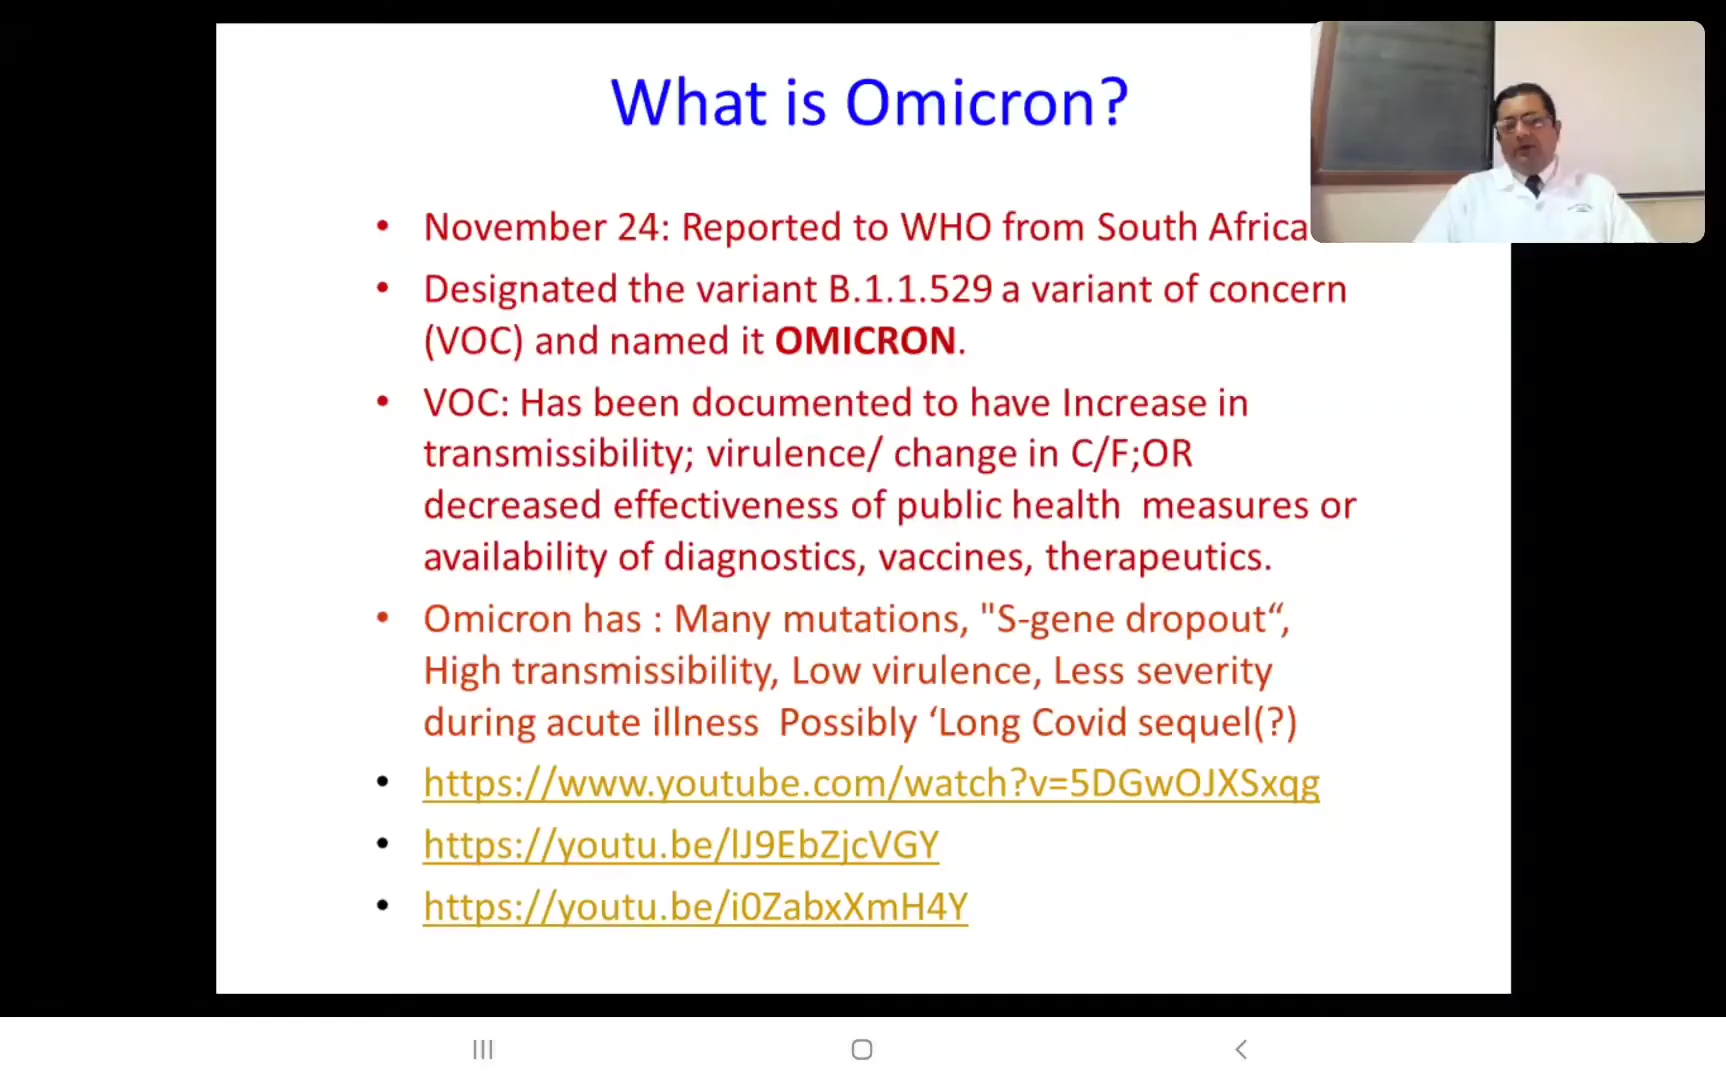 What is Omicron?
• November 24: Reported to WHO from South Africa
• Designated the variant B.1.1.529 a variant of concern
(VOC) and named it OMICRON.
• VOC: Has been documented to have Increase in
transmissibility; virulence/ change in C/F;OR
decreased effectiveness of public health measures or
availability of diagnostics, vaccines, therapeutics.
• Omicron has : Many mutations, "S-gene dropout“,
High transmissibility, Low virulence, Less severity
during acute illness Possibly ‘Long Covid sequel(?)
• https://www.youtube.com/watch?v=5DGwOJXSxqg
• https://youtu.be/lJ9EbZjcVGY
• https://youtu.be/i0ZabxXmH4Y